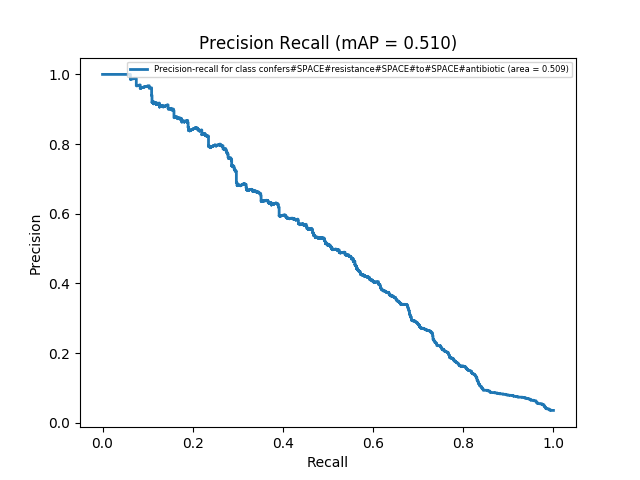 Precision Recall (mAP = 0.510)
Precision-recall for class confers#SPACE#resistance#SPACE#to#SPACE#antibiotic (area = 0.509)
1.0
0.8
0.6
0.4
0.2
0.0
Precision
0.0 0.2 0.4 0.6 0.8 1.0
Recall